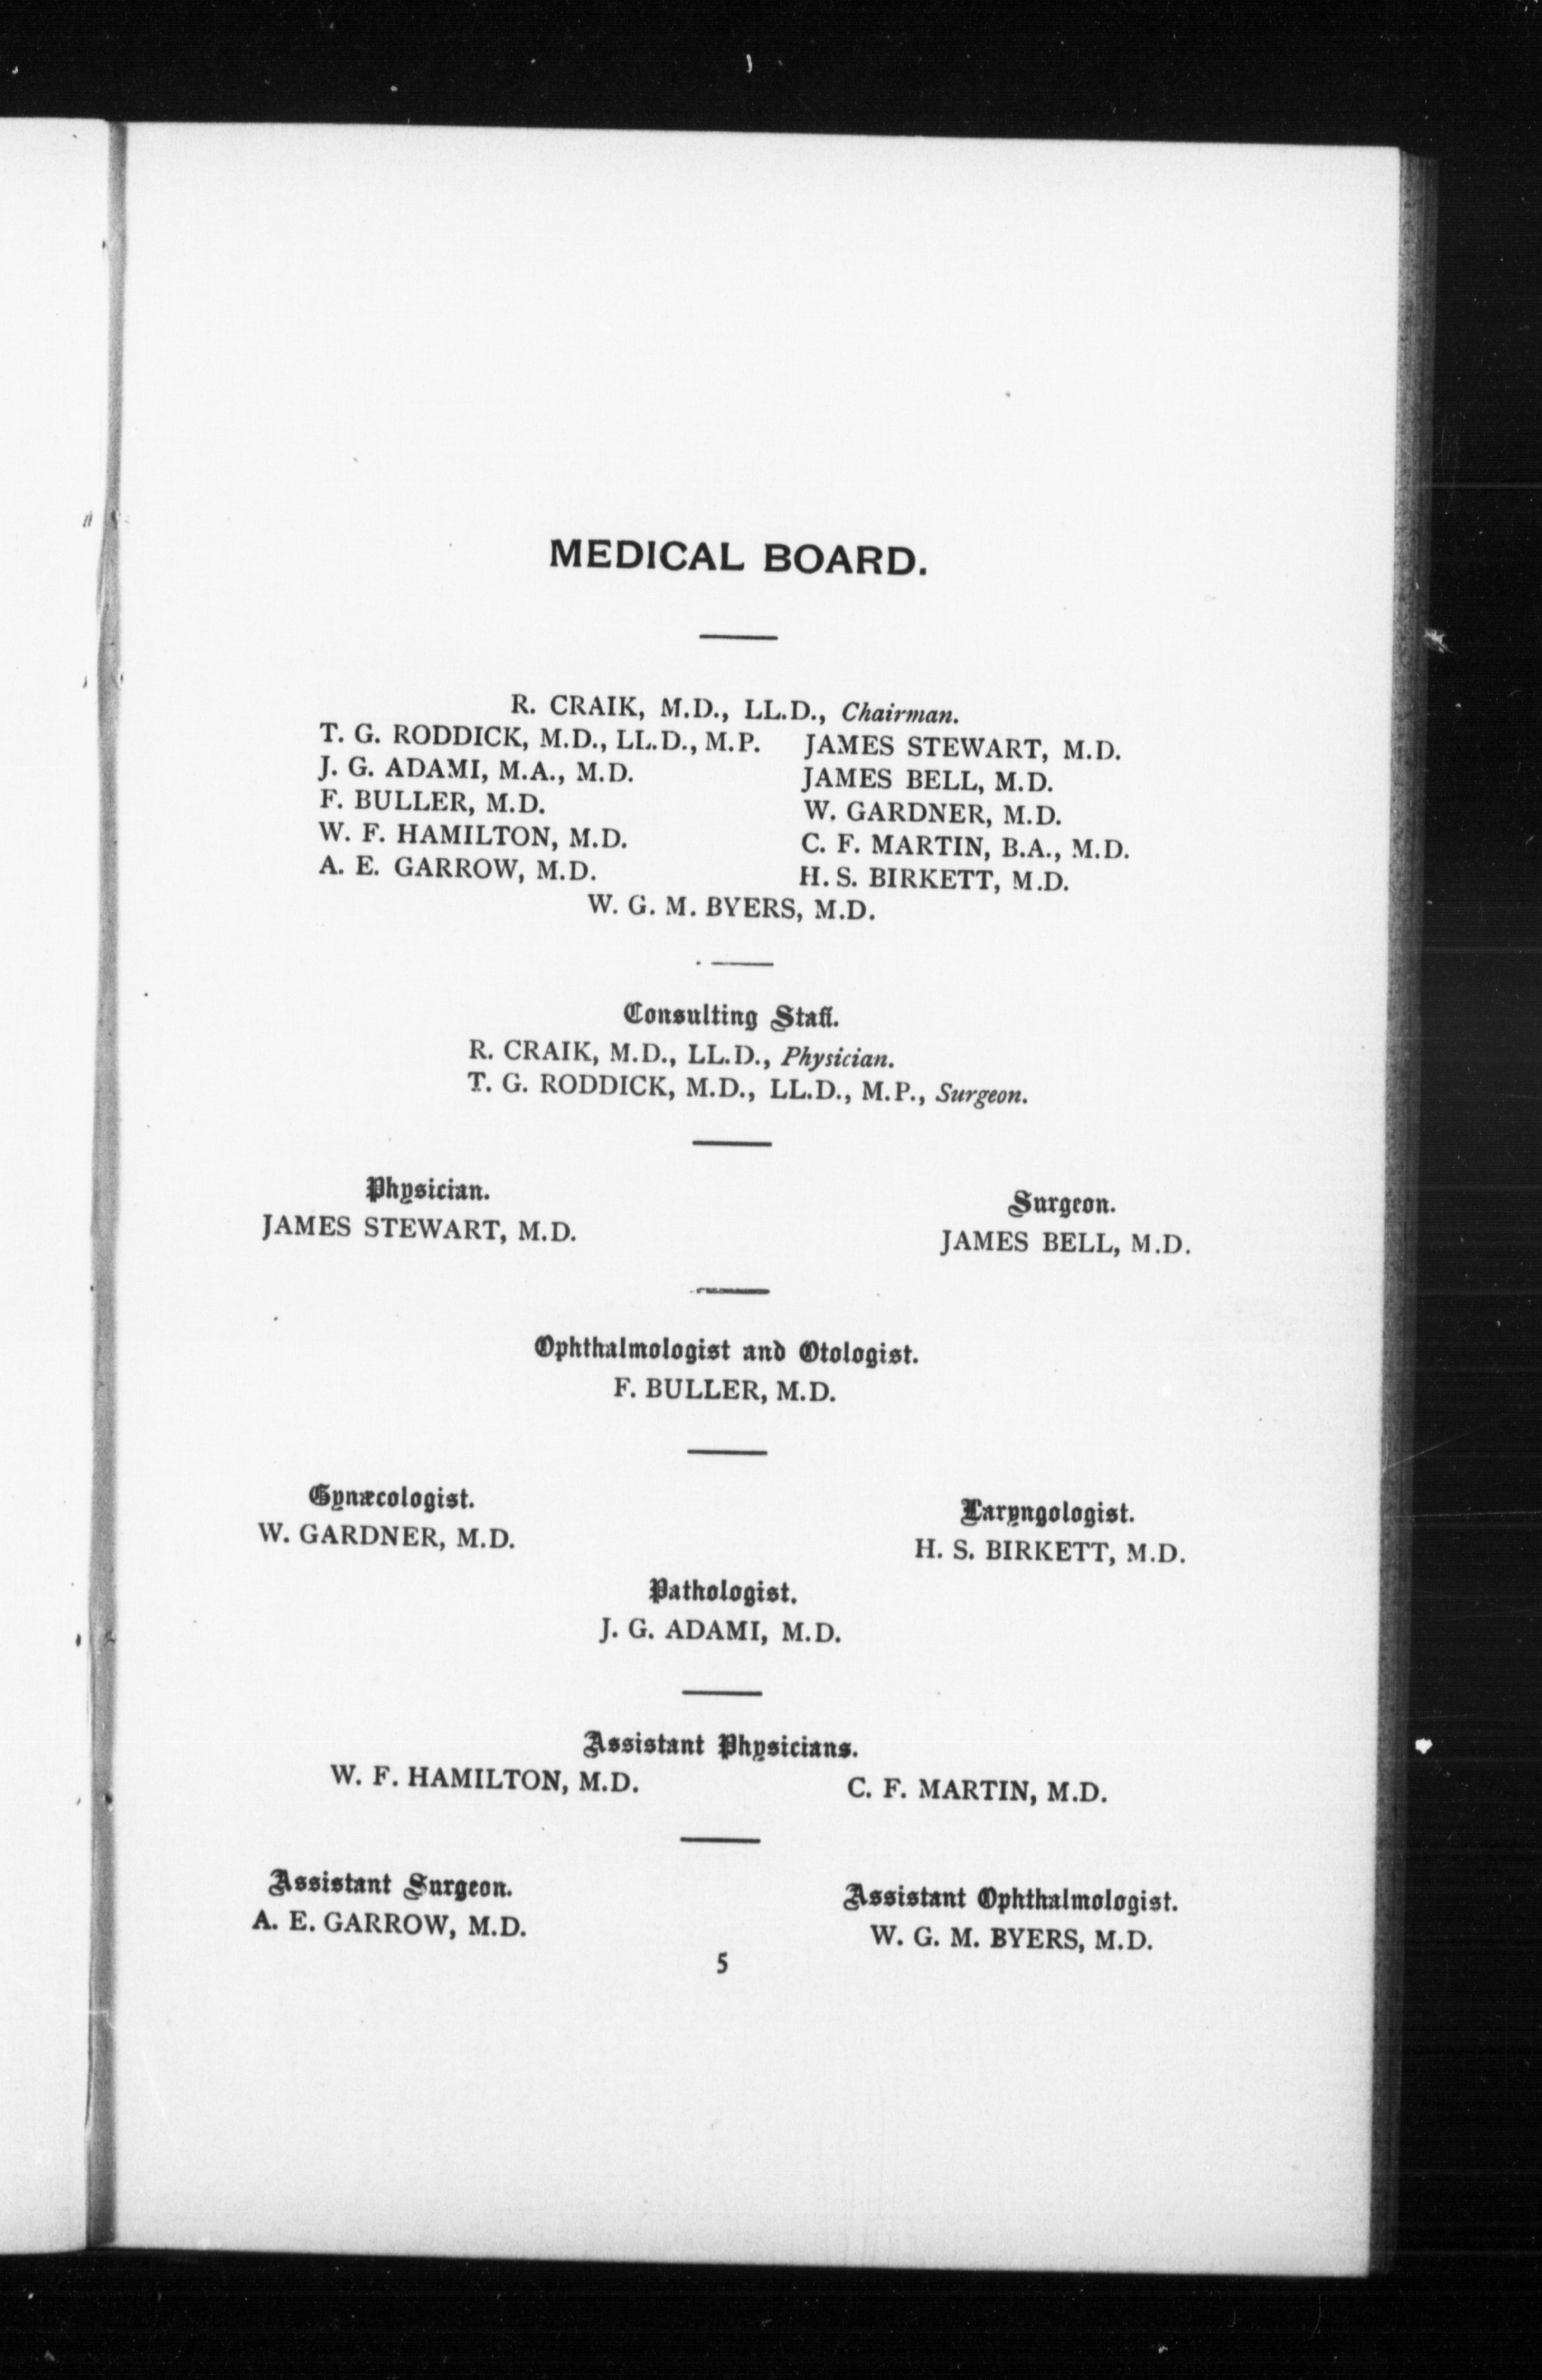 MEDICAL BOARD.
R. CRAIK, M.D., LL.D., Chairman.
T. G. RODDICK, M.D., LL.D., M.P. JAMES STEWART, M.D.
J. G. ADAMI, M.A., M.D. JAMES BELL, M.D.
F. BULLER, M.D. W. GARDNER, M.D.
W. F. HAMILTON, M.D. C. F. MARTIN, B.A., M.D.
A. E. GARROW, M.D. H. S. BIRKETT, M.D.
W. G. M. BYERS, M.D.
Consulting Staff.
R. CRAIK, M.D., LL.D., Physician.
T. G. RODDICK, M.D., LL.D., M.P., Surgeon.
Physician. Surgeon.
JAMES STEWART, M.D. JAMES BELL, M.D.
Ophthalmologist and Otologist.
F. BULLER, M.D.
Gynæcologist. Laryngologist.
W. GARDNER, M.D. H. S. BIRKETT, M.D.
Pathologist.
J. G. ADAMI, M.D.
Assistant Physicians.
W. F. HAMILTON, M.D. C. F. MARTIN, M.D.
Assistant Surgeon. Assistant Ophthalmologist.
A. E. GARROW, M.D. W. G. M. BYERS, M.D.
5